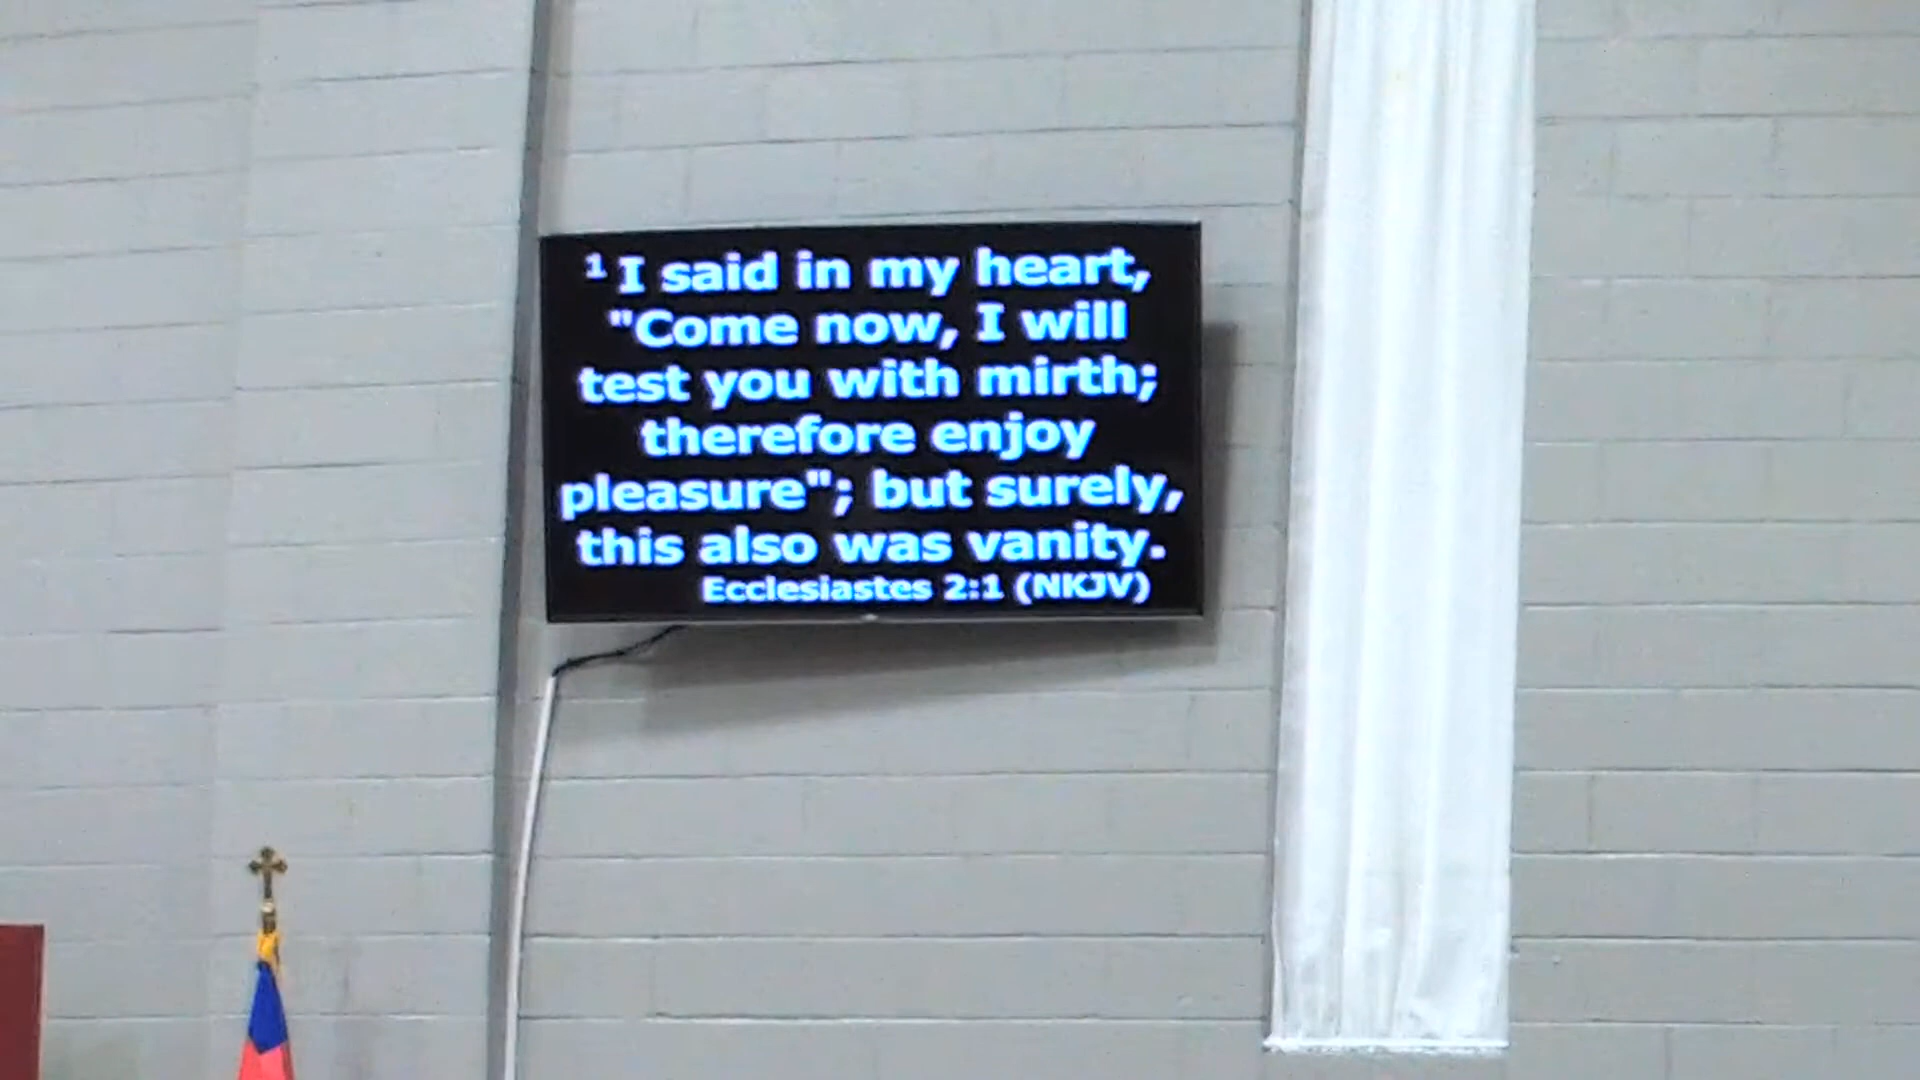 1 I said in my heart,
"Come now, I will
test you with mirth;
therefore enjoy
pleasure"; but surely,
this also was vanity.
Ecclesiastes 2:1 (NKJV)